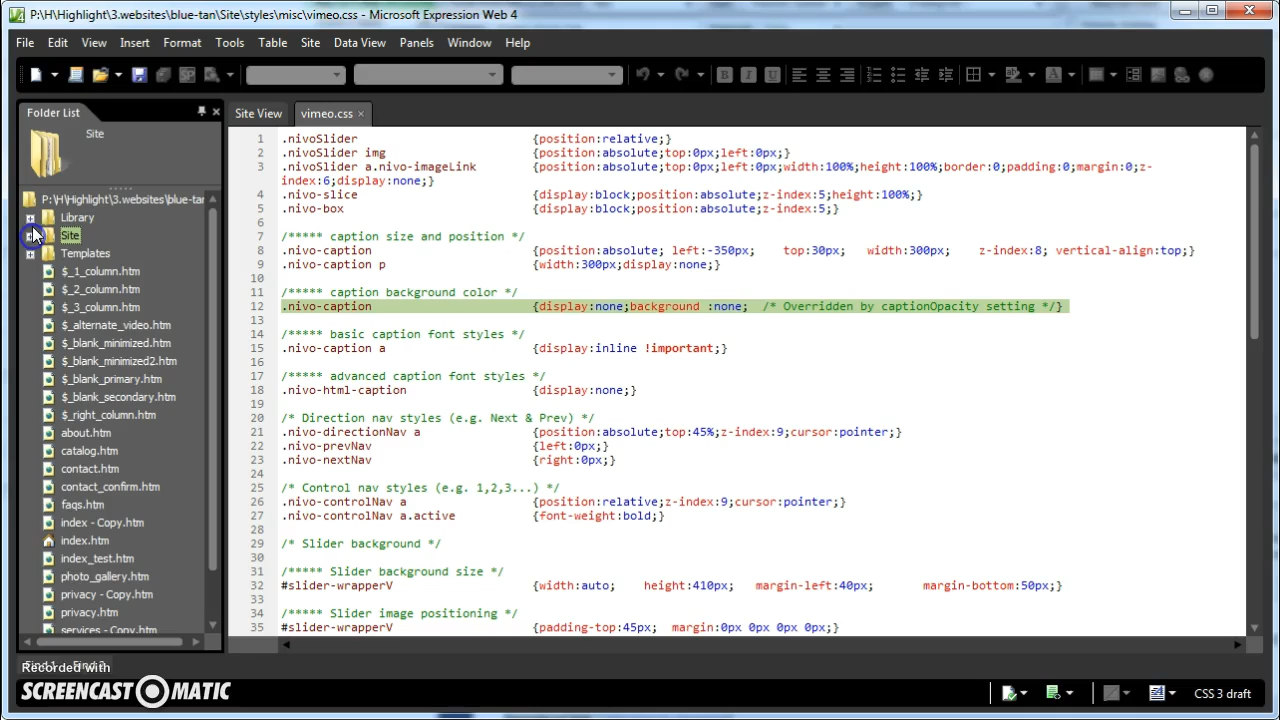 P:\H\Highlight\3.websites\blue-tan\Site\styles\misc\vimeo.css - Microsoft Expression Web 4
File Edit View Insert Format Tools Site Table Data View Panels Window Help
Folder List
Site
P:\H\Highlight\3.websites\blue-tar
Library
Site
Templates
$_1_column.htm
$_2_column.htm
$_3_column.htm
$_alternate_video.htm
$_blank_minimized.htm
$_blank_minimized2.htm
$_blank_primary.htm
$_blank_secondary.htm
$_right_column.htm
about.htm
catalog.htm
contact.htm
contact_confirm.htm
faqs.htm
index - Copy.htm
index.htm
index_test.htm
photo_gallery.htm
privacy - Copy.htm
privacy.htm
services - Copy.htm
Site View vimeo.css ×
1 .nivoSlider {position:relative;}
2 .nivoSlider img {position:absolute;top:0px;left:0px;}
3 .nivoSlider a.nivo-imageLink {position:absolute;top:0px;left:0px;width:100%;height:100%;border:0;padding:0;margin:0;z-
index:6;display:none;}
4 .nivo-slice {display:block;position:absolute;z-index:5;height:100%;}
5 .nivo-box {display:block;position:absolute;z-index:5;}
6
7 /***** caption size and position */
8 .nivo-caption {position:absolute; left:-350px; top:30px; width:300px; z-index:8; vertical-align:top;}
9 .nivo-caption p {width:300px;display:none;}
10
11 /***** caption background color */
12 .nivo-caption {display:none;background :none; /* Overridden by captionOpacity setting */}
13
14 /***** basic caption font styles */
15 .nivo-caption a {display:inline !important;}
16
17 /***** advanced caption font styles */
18 .nivo-html-caption {display:none;}
19
20 /* Direction nav styles (e.g. Next & Prev) */
21 .nivo-directionNav a {position:absolute;top:45%;z-index:9;cursor:pointer;}
22 .nivo-prevNav {left:0px;}
23 .nivo-nextNav {right:0px;}
24
25 /* Control nav styles (e.g. 1,2,3...) */
26 .nivo-controlNav a {position:relative;z-index:9;cursor:pointer;}
27 .nivo-controlNav a.active {font-weight:bold;}
28
29 /* Slider background */
30
31 /***** Slider background size */
32 #slider-wrapperV {width:auto; height:410px; margin-left:40px; margin-bottom:50px;}
33
34 /***** Slider image positioning */
35 #slider-wrapperV {padding-top:45px; margin:0px 0px 0px 0px;}
Recorded with
SCREENCAST-O-MATIC
CSS 3 draft